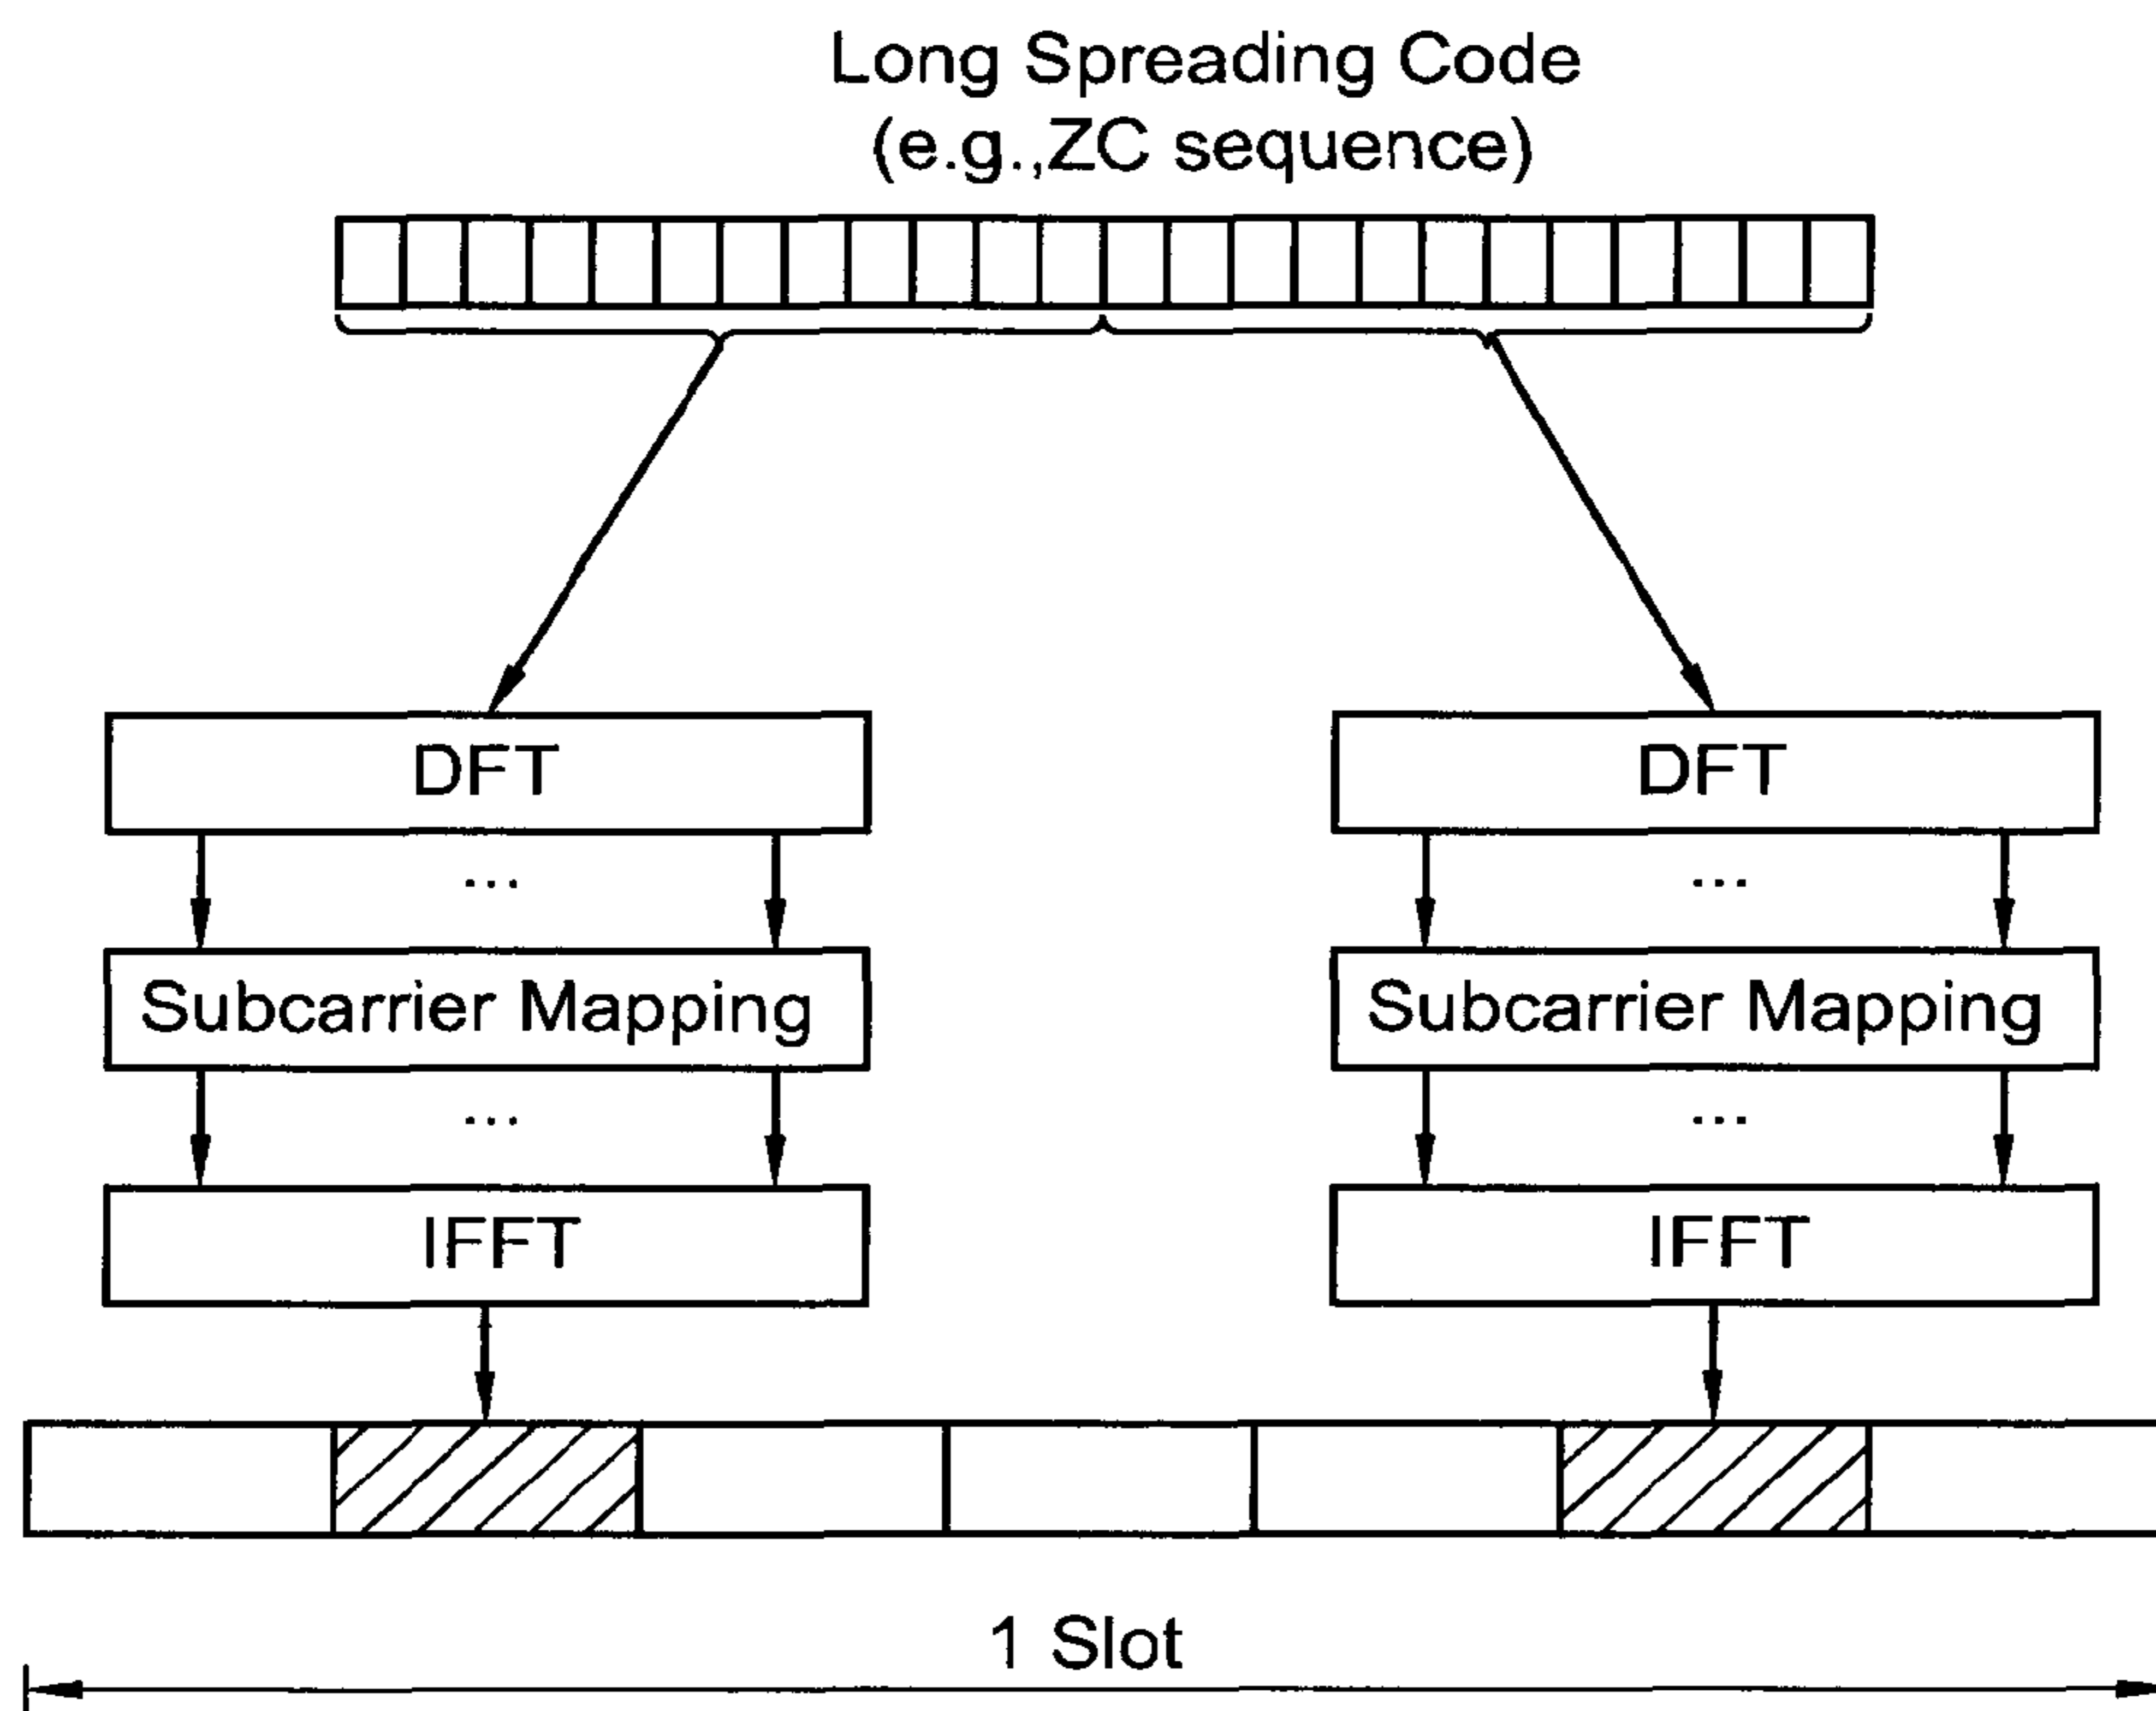 Long Spreading Code
(e.g.,ZC sequence)
DFT
DFT
...
...
Subcarrier Mapping
Subcarrier Mapping
...
...
IFFT
IFFT
1 Slot